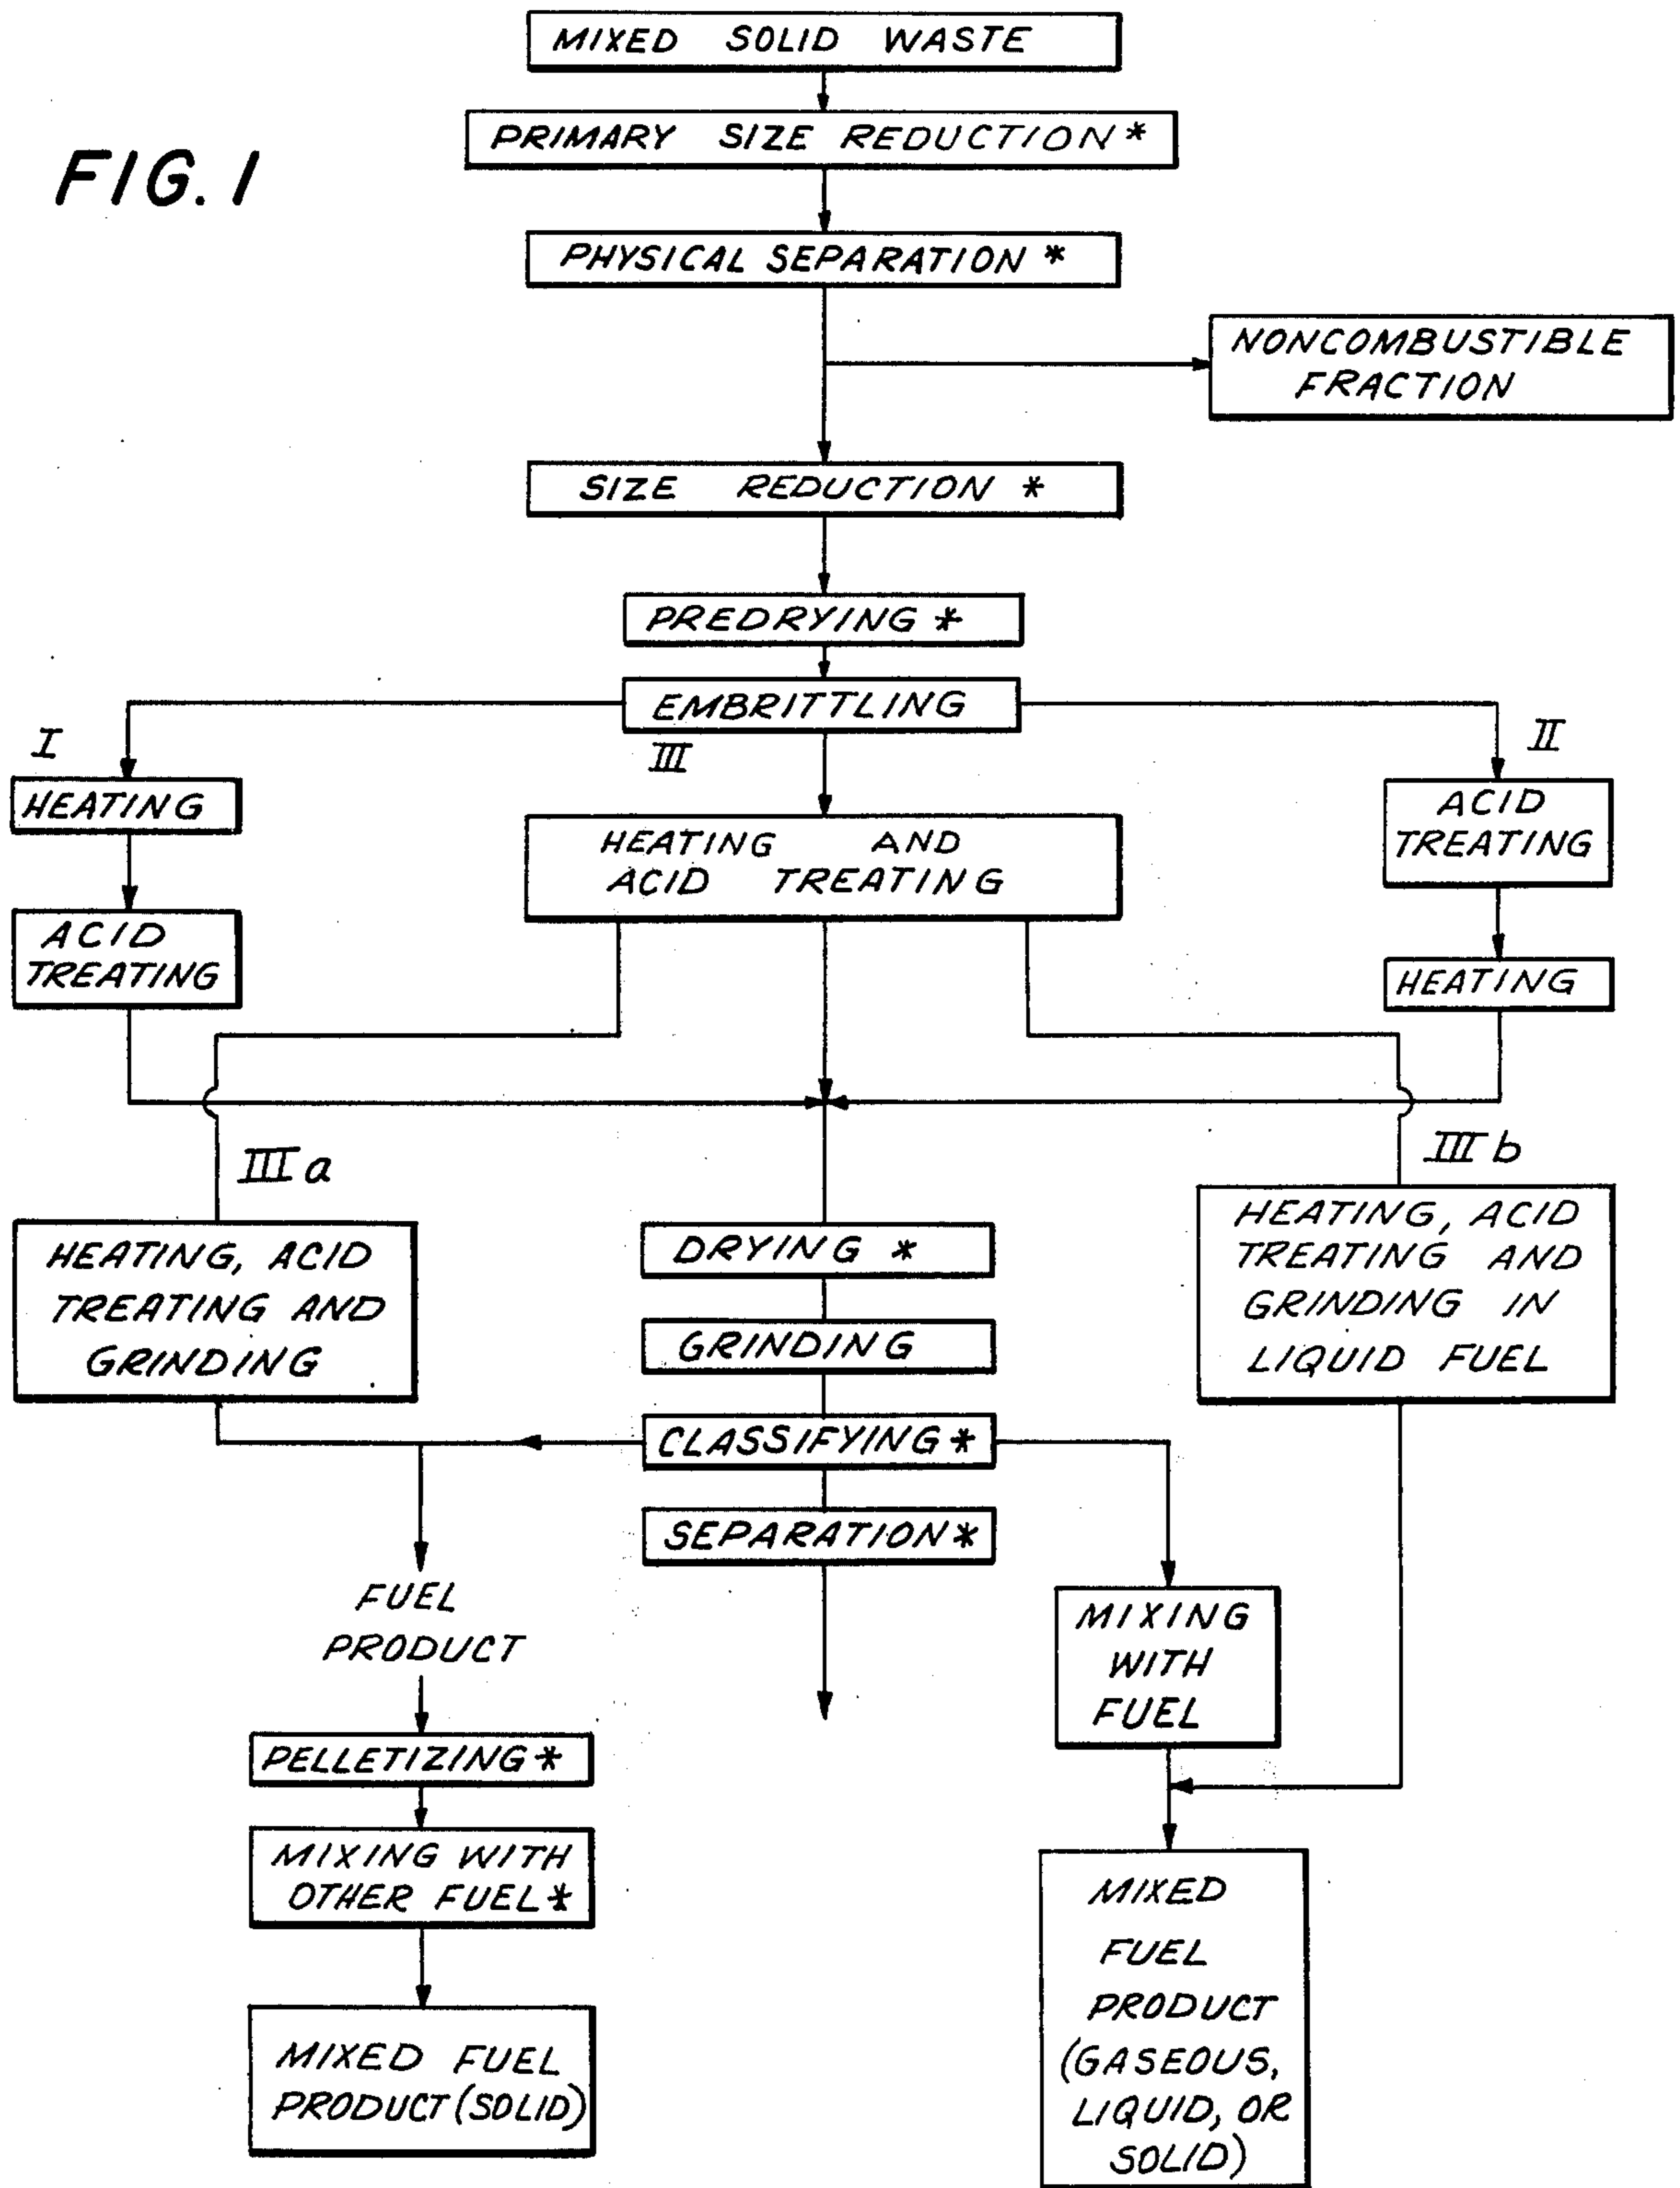 MIXED SOLID WASTE
PRIMARY SIZE REDUCTION*
FIG. 1
PHYSICAL SEPARATION *
NONCOMBUSTIBLE
FRACTION
SIZE REDUCTION *
PREDRYING *
EMBRITTLING
I
III
II
HEATING
ACID
TREATING
HEATING AND
ACID TREATING
ACID
TREATING
HEATING
IIIa
IIIb
HEATING, ACID
TREATING AND
GRINDING
DRYING *
GRINDING
HEATING, ACID
TREATING AND
GRINDING IN
LIQUID FUEL
CLASSIFYING *
SEPARATION *
FUEL
PRODUCT
MIXING
WITH
FUEL
PELLETIZING *
MIXING WITH
OTHER FUEL *
MIXED FUEL
PRODUCT (SOLID)
MIXED
FUEL
PRODUCT
(GASEOUS,
LIQUID, OR
SOLID)